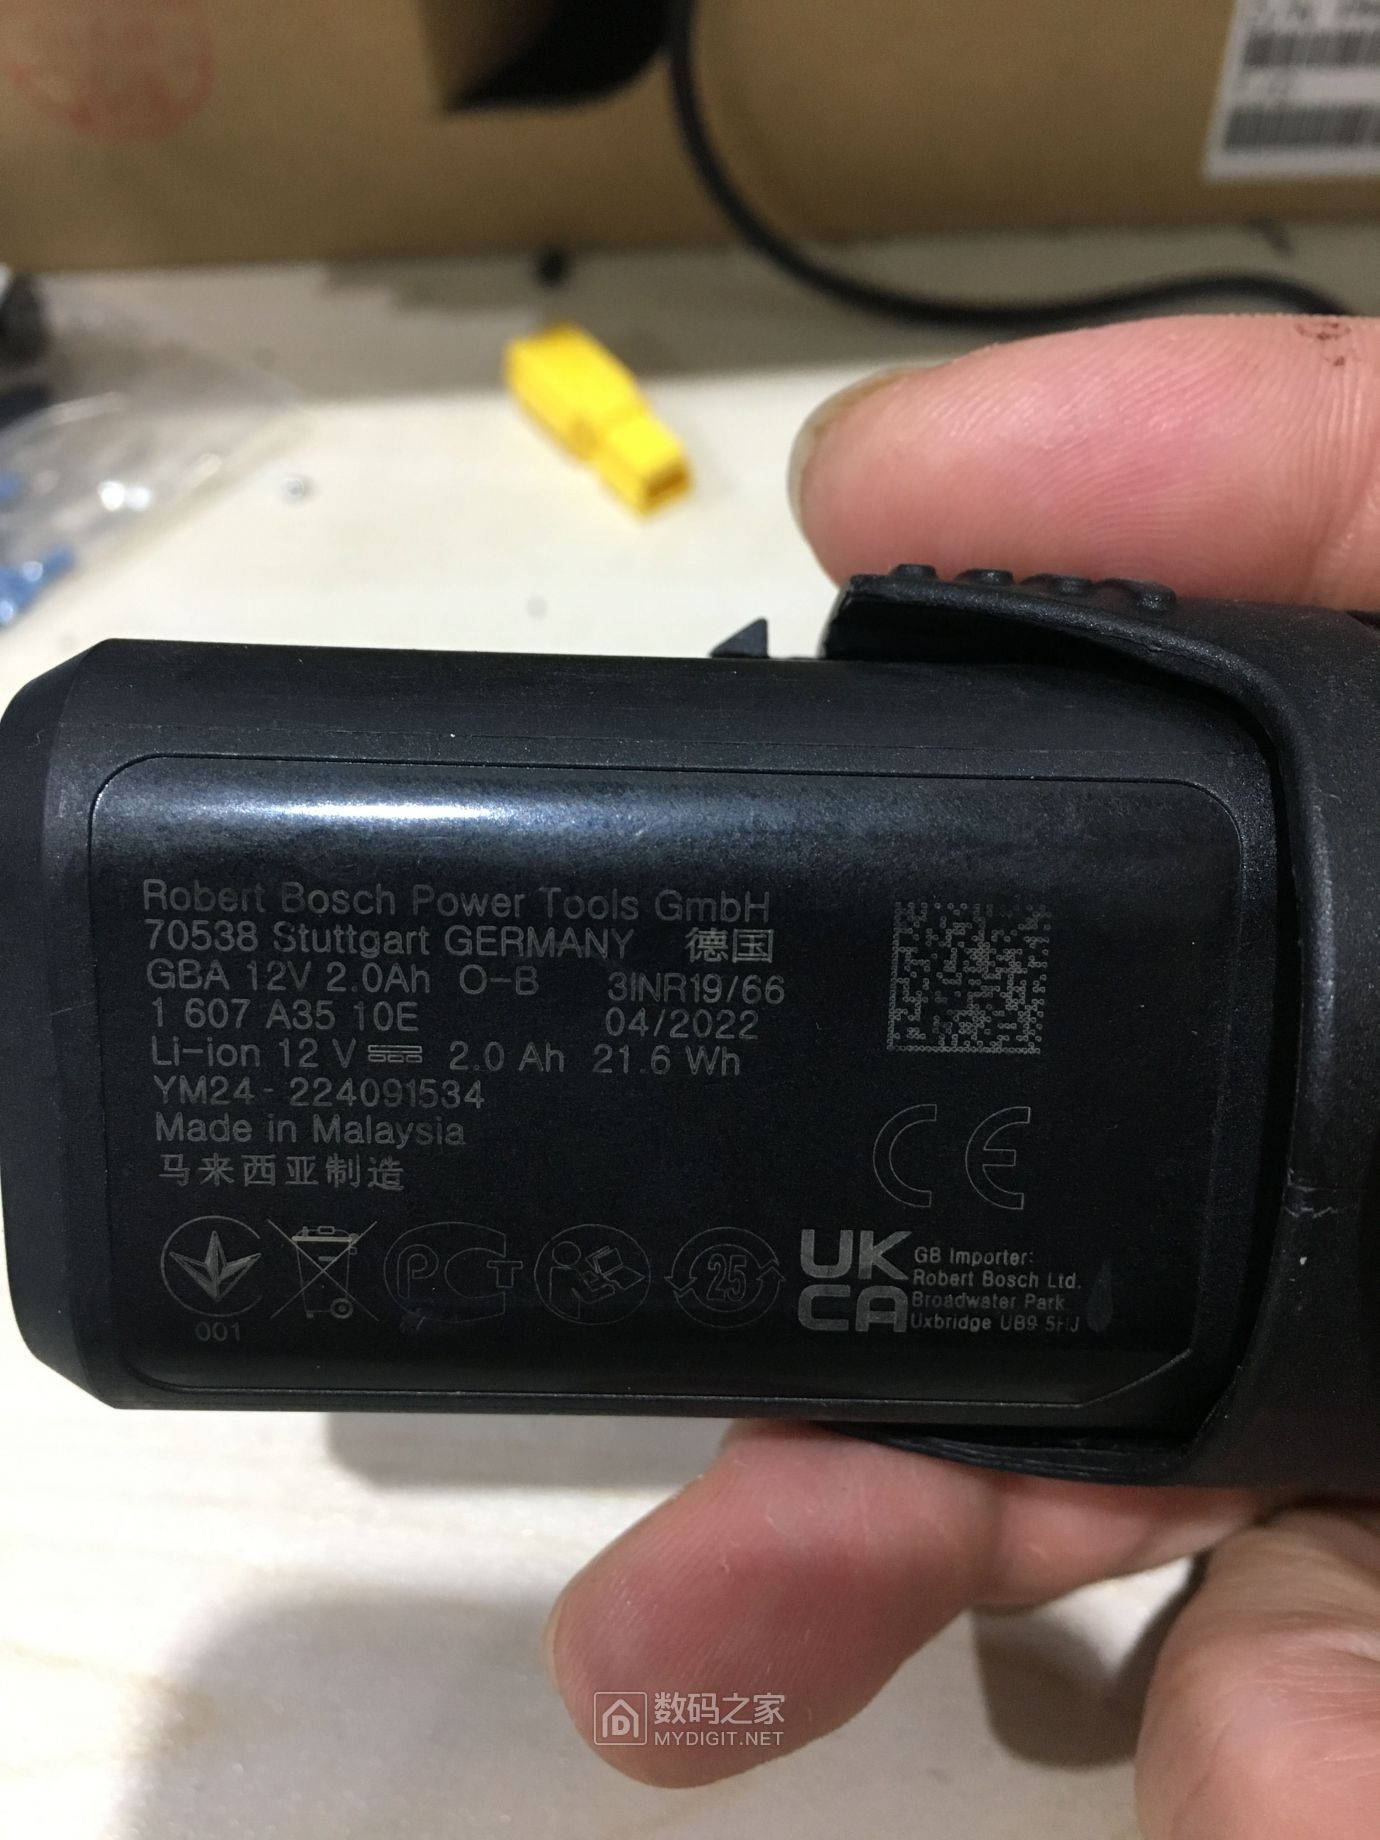 Robert Bosch Power Tools GmbH
70538 Stuttgart GERMANY 德国
GBA 12V 2.0Ah O-B 3INR19/66
1 607 A35 10E 04/2022
Li-ion 12 V 2.0 Ah 21.6 Wh
YM24- 224091534
Made in Malaysia
马来西亚制造
001
PCT
25
CE
UK
CA
GB Importer:
Robert Bosch Ltd.
Broadwater Park
Uxbridge UB9 5HJ
数码之家
MYDIGIT.NET